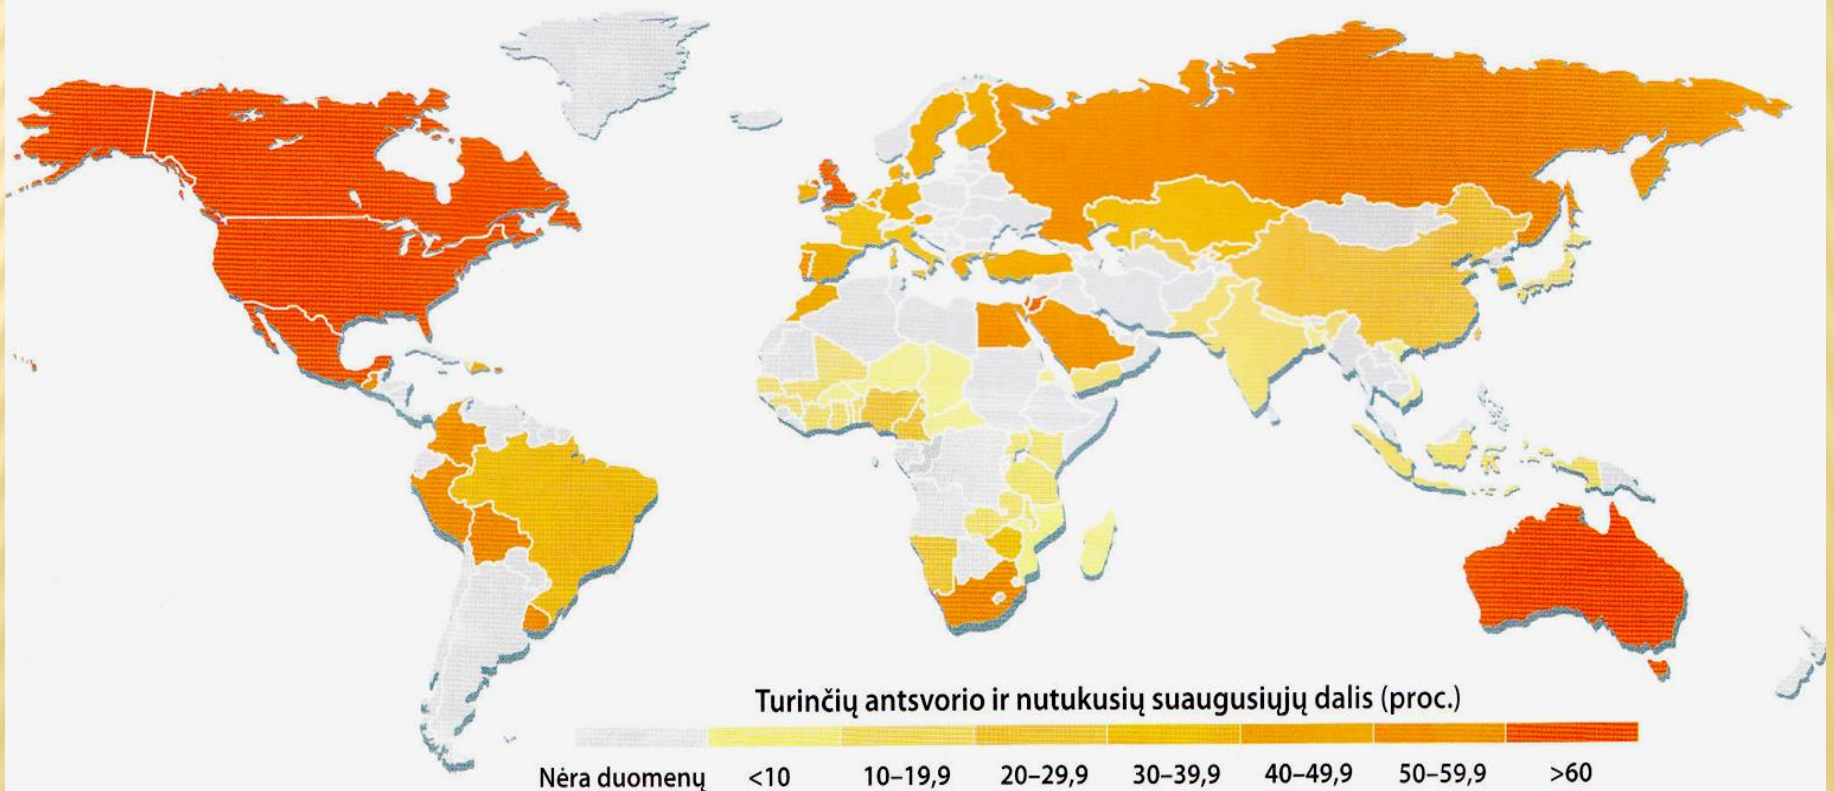 Turinčių antsvorio ir nutukusių suaugusiųjų dalis (proc.)
Nėra duomenų <10 10–19,9 20–29,9 30–39,9 40–49,9 50–59,9 >60